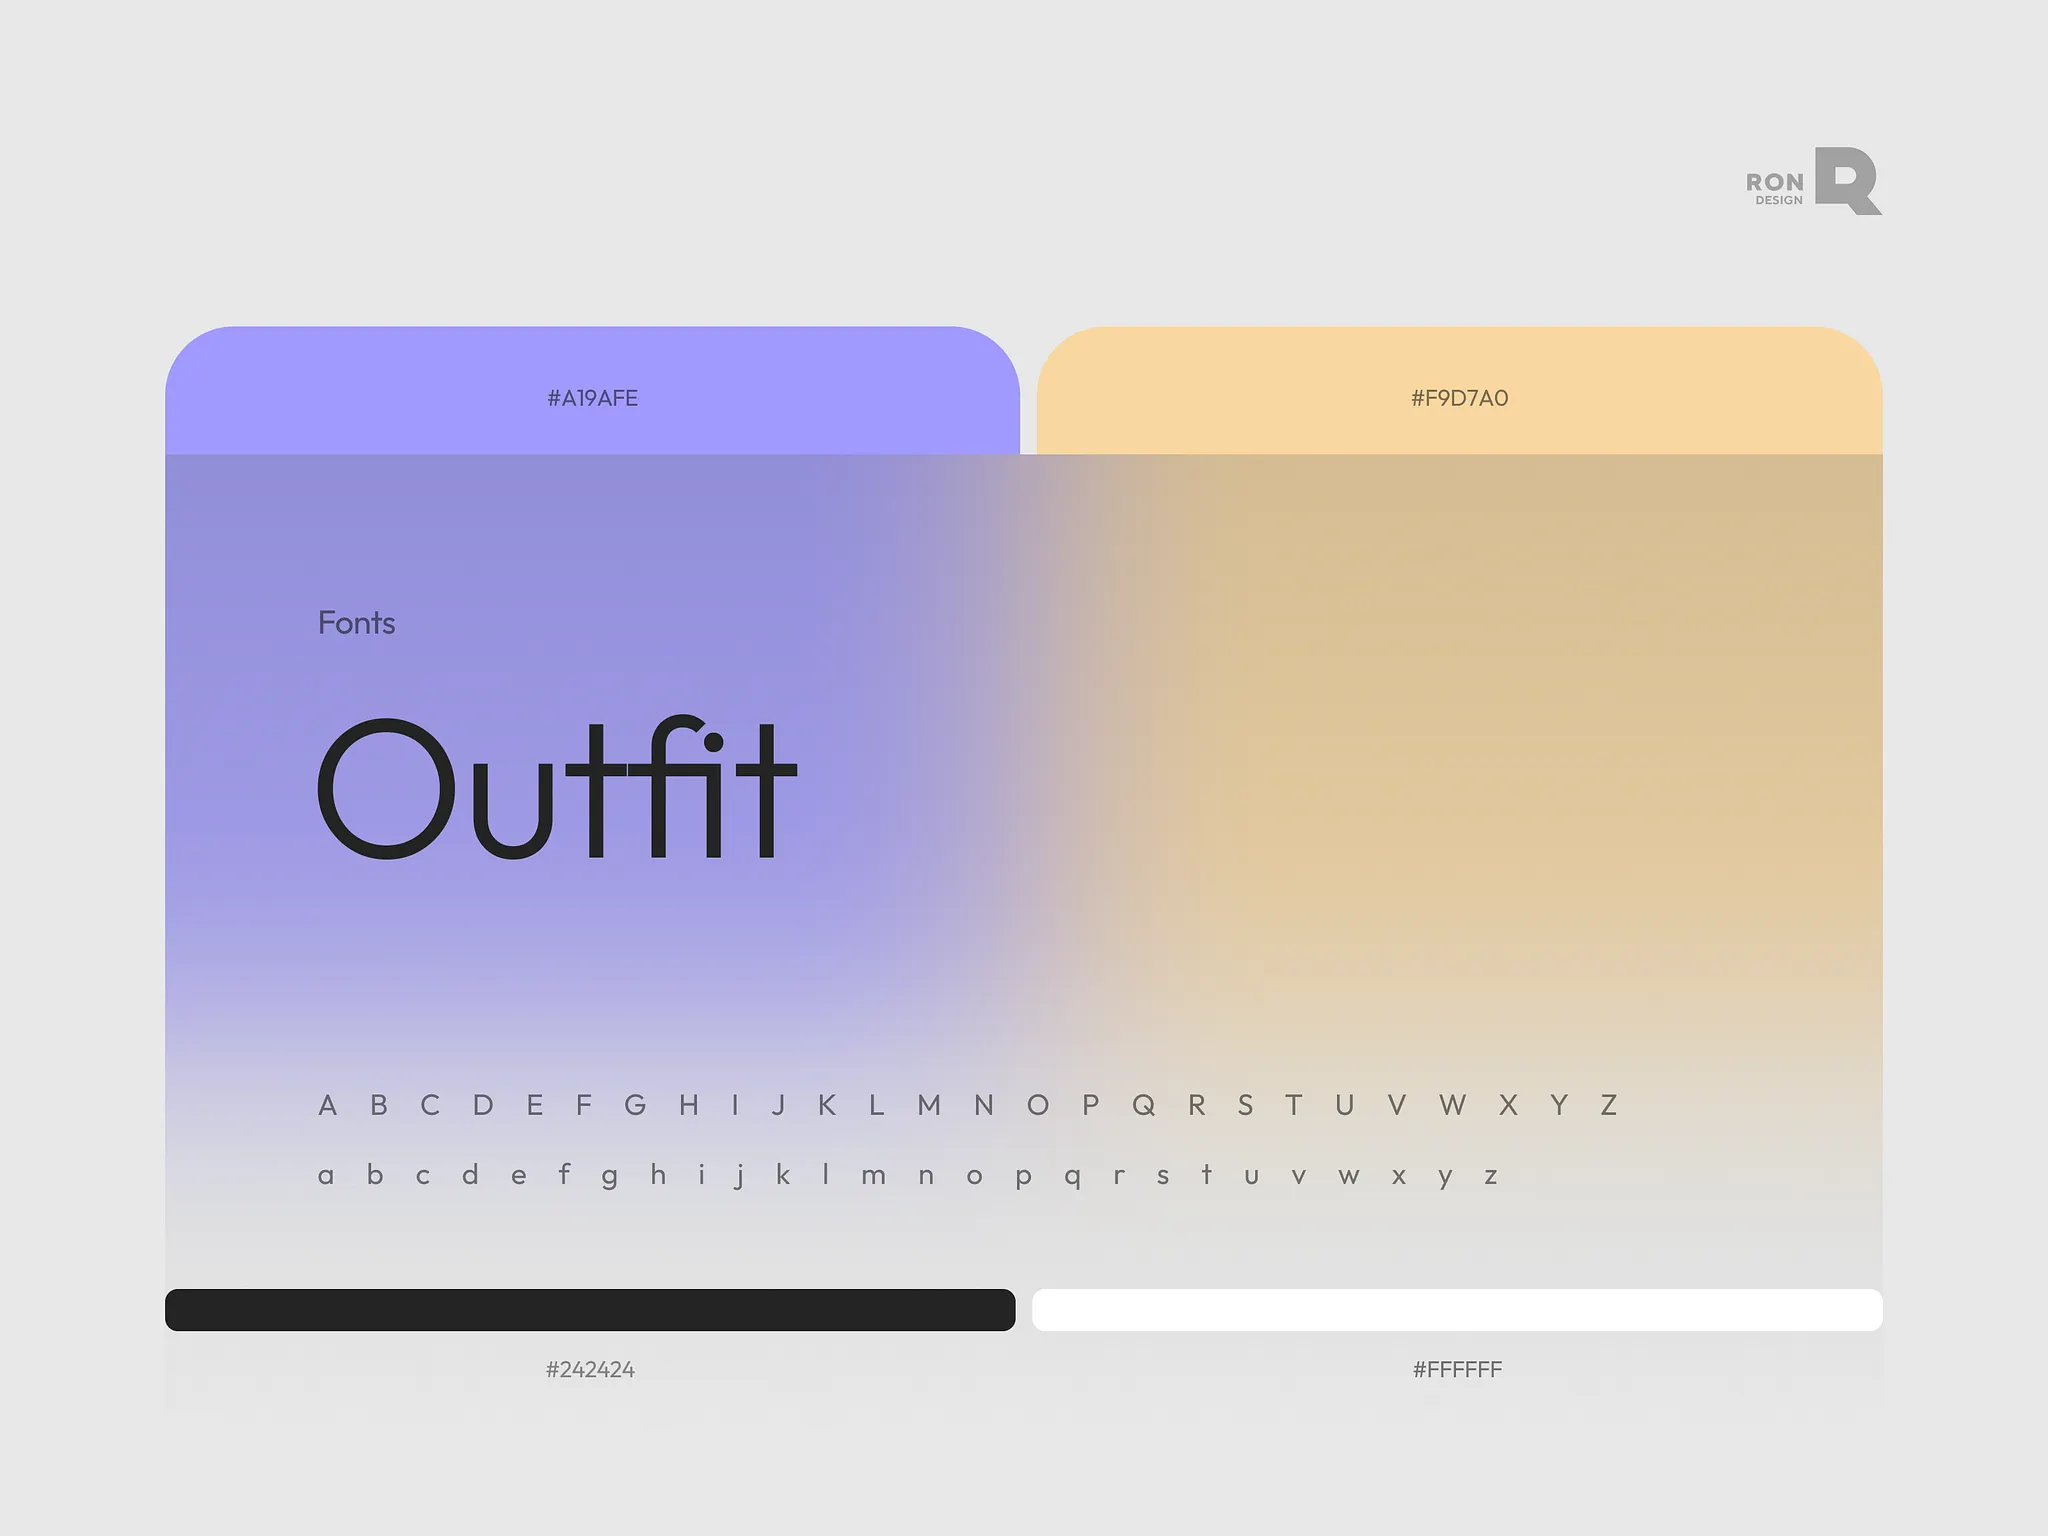 RON
DESIGN
R
#A19AFE
#F9D7A0
Fonts
Outfit
A B C D E F G H I J K L M N O P Q R S T U V W X Y Z
a b c d e f g h i j k l m n o p q r s t u v w x y z
#242424
#FFFFFF